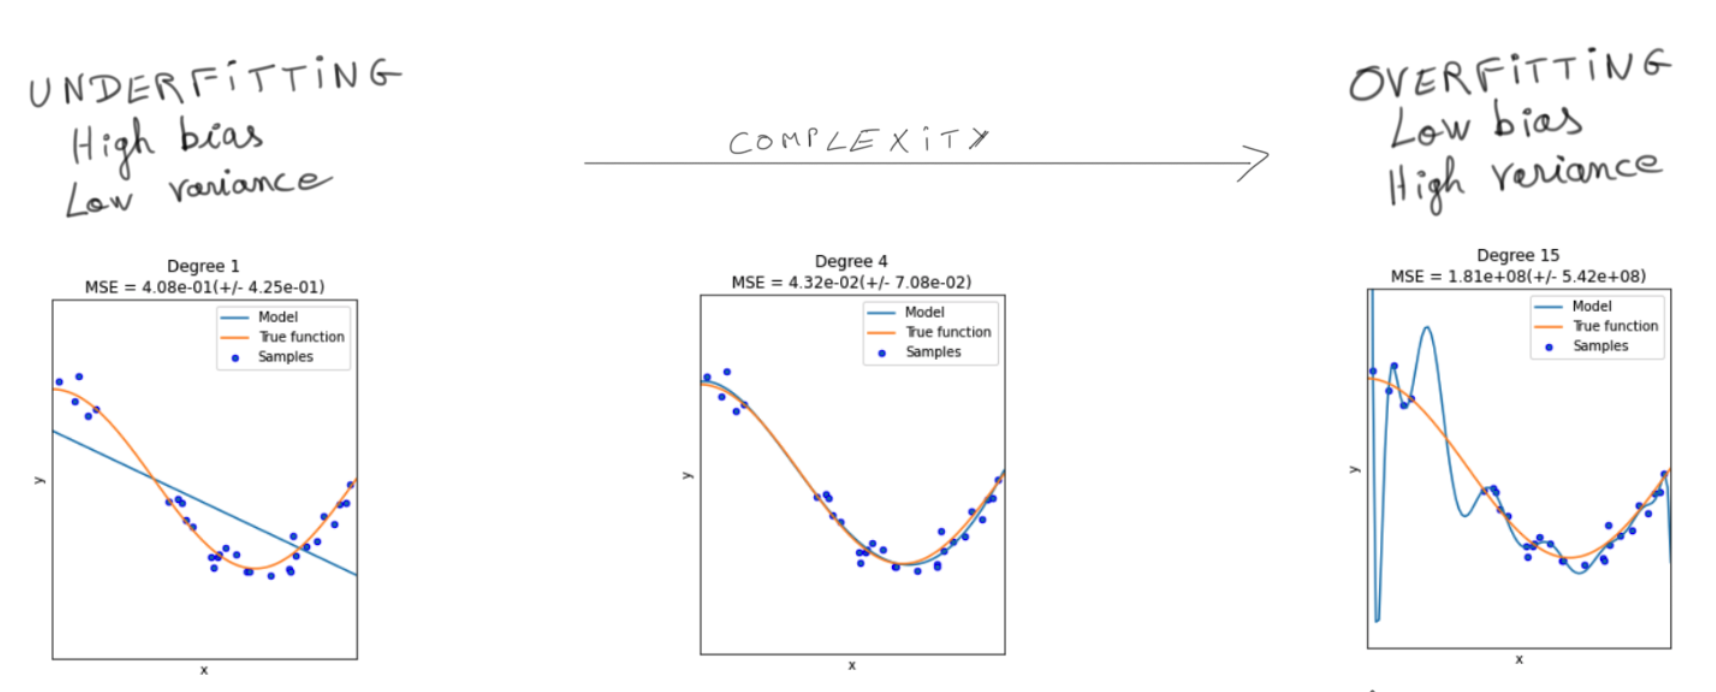 UNDERFITTING
High bias
Low variance
COMPLEXITY
OVERFITTING
Low bias
High variance
Degree 1
MSE = 4.08e-01(+/- 4.25e-01)
Model
True function
Samples
y
x
Degree 4
MSE = 4.32e-02(+/- 7.08e-02)
Model
True function
Samples
y
x
Degree 15
MSE = 1.81e+08(+/- 5.42e+08)
Model
True function
Samples
y
x